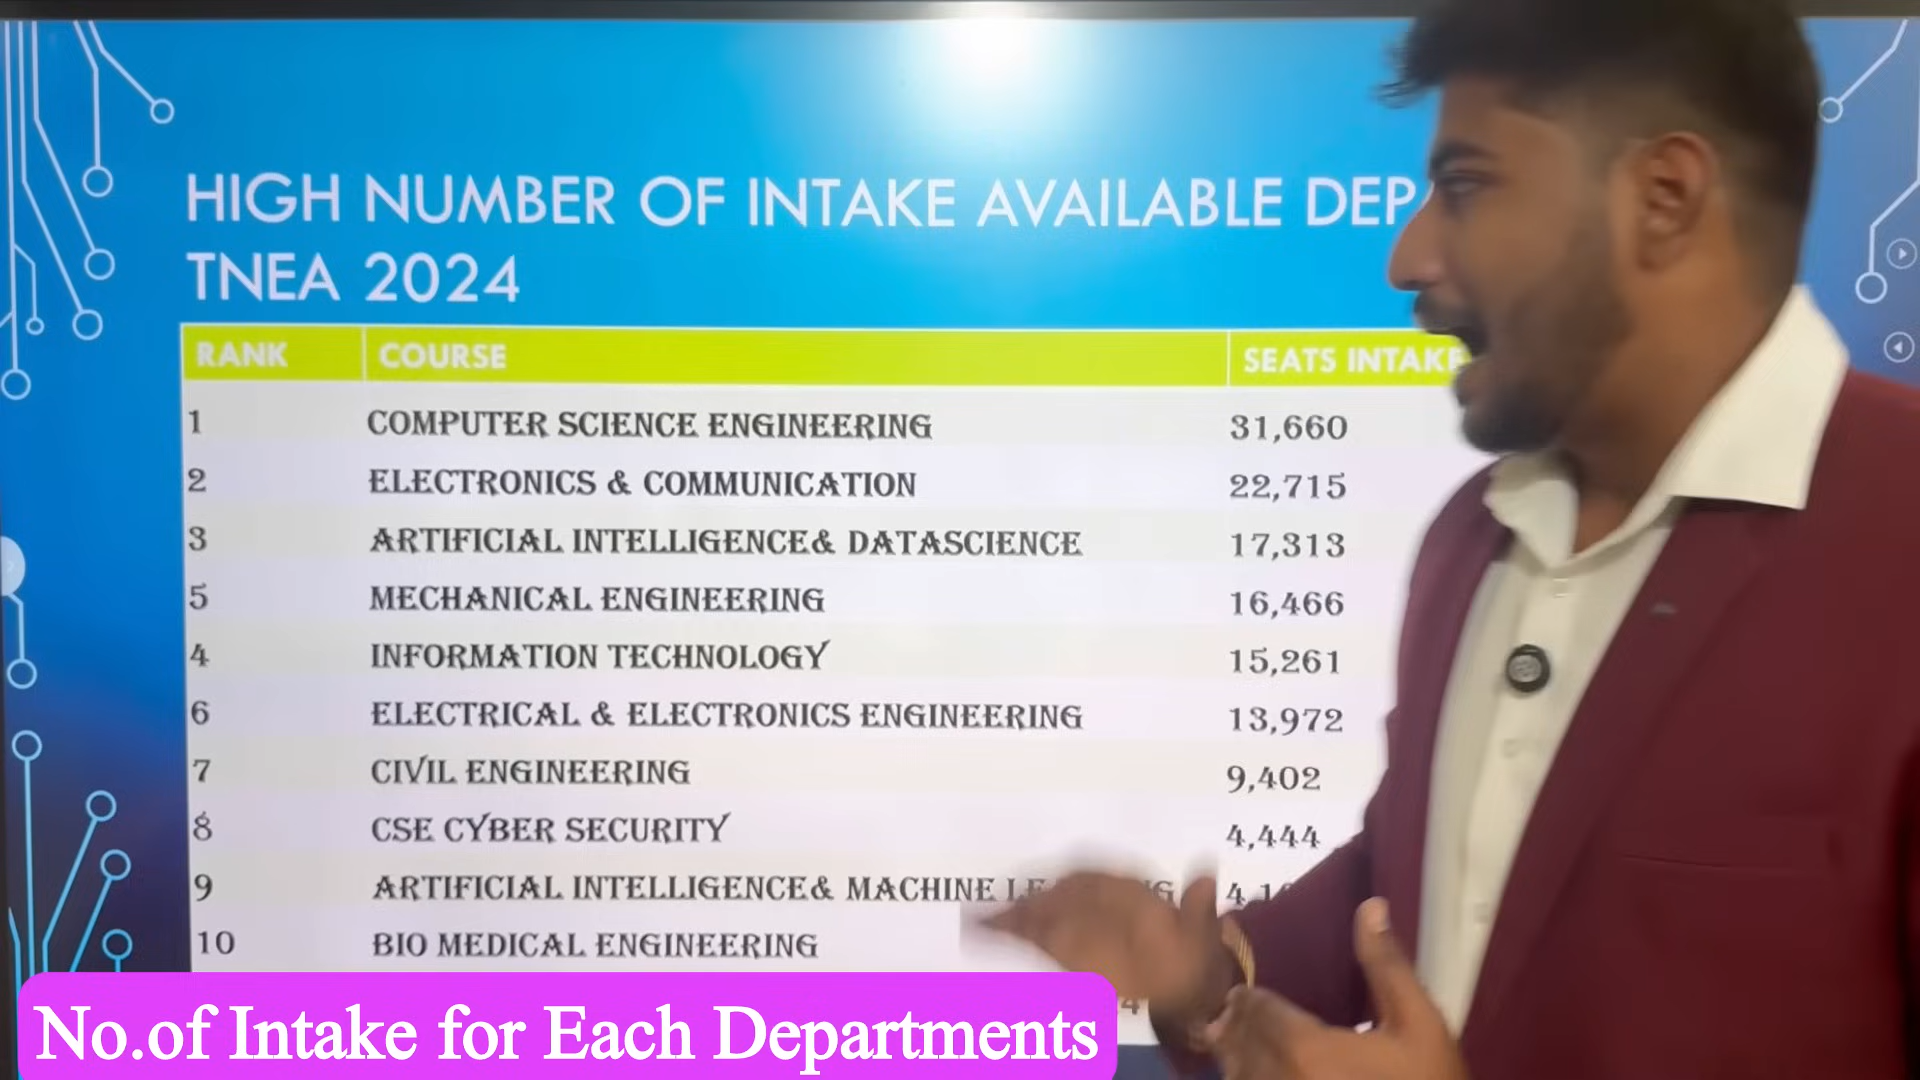 HIGH NUMBER OF INTAKE AVAILABLE
TNEA 2024
RANK COURSE SEATS INTAKE
1 COMPUTER SCIENCE ENGINEERING 31,660
2 ELECTRONICS & COMMUNICATION 22,715
3 ARTIFICIAL INTELLIGENCE& DATASCIENCE 17,313
5 MECHANICAL ENGINEERING 16,466
4 INFORMATION TECHNOLOGY 15,261
6 ELECTRICAL & ELECTRONICS ENGINEERING 13,972
7 CIVIL ENGINEERING 9,402
8 CSE CYBER SECURITY 4,444
9 ARTIFICIAL INTELLIGENCE& MACHINE
10 BIO MEDICAL ENGINEERING
No.of Intake for Each Departments